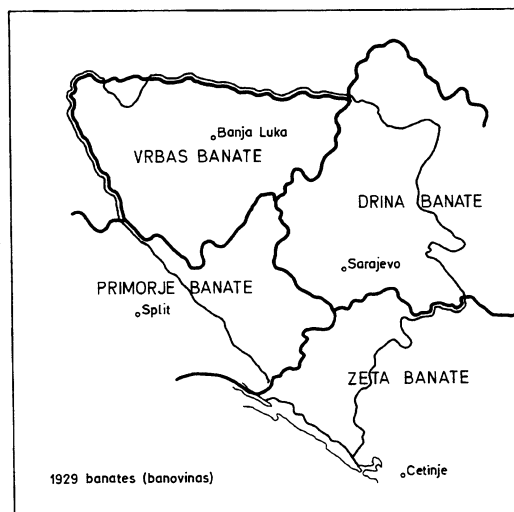 Banja Luka
VRBAS BANATE
DRINA BANATE
Sarajevo
PRIMORJE BANATE
Split
ZETA BANATE
Cetinje
1929 banates (banovinas)